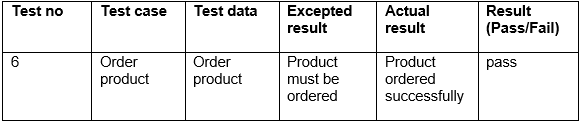 Test no Test case Test data Excepted Actual Result
result result (Pass/Fail)
6 Order Order Product Product pass
product product must be ordered
ordered successfully